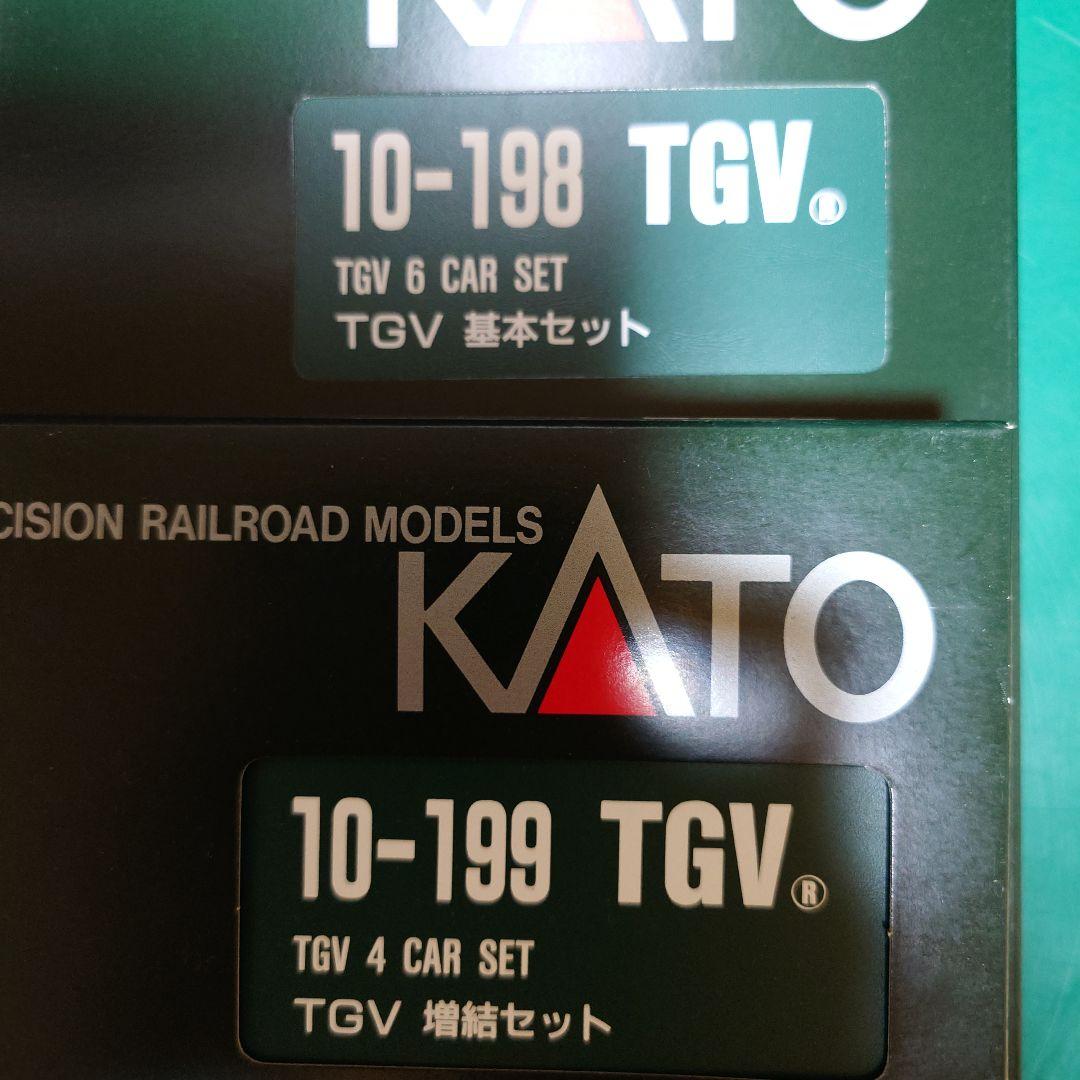 KATO
10-198 TGV®
TGV 6 CAR SET
TGV 基本セット
CISION RAILROAD MODELS
KATO
10-199 TGV®
TGV 4 CAR SET
TGV 増結セット